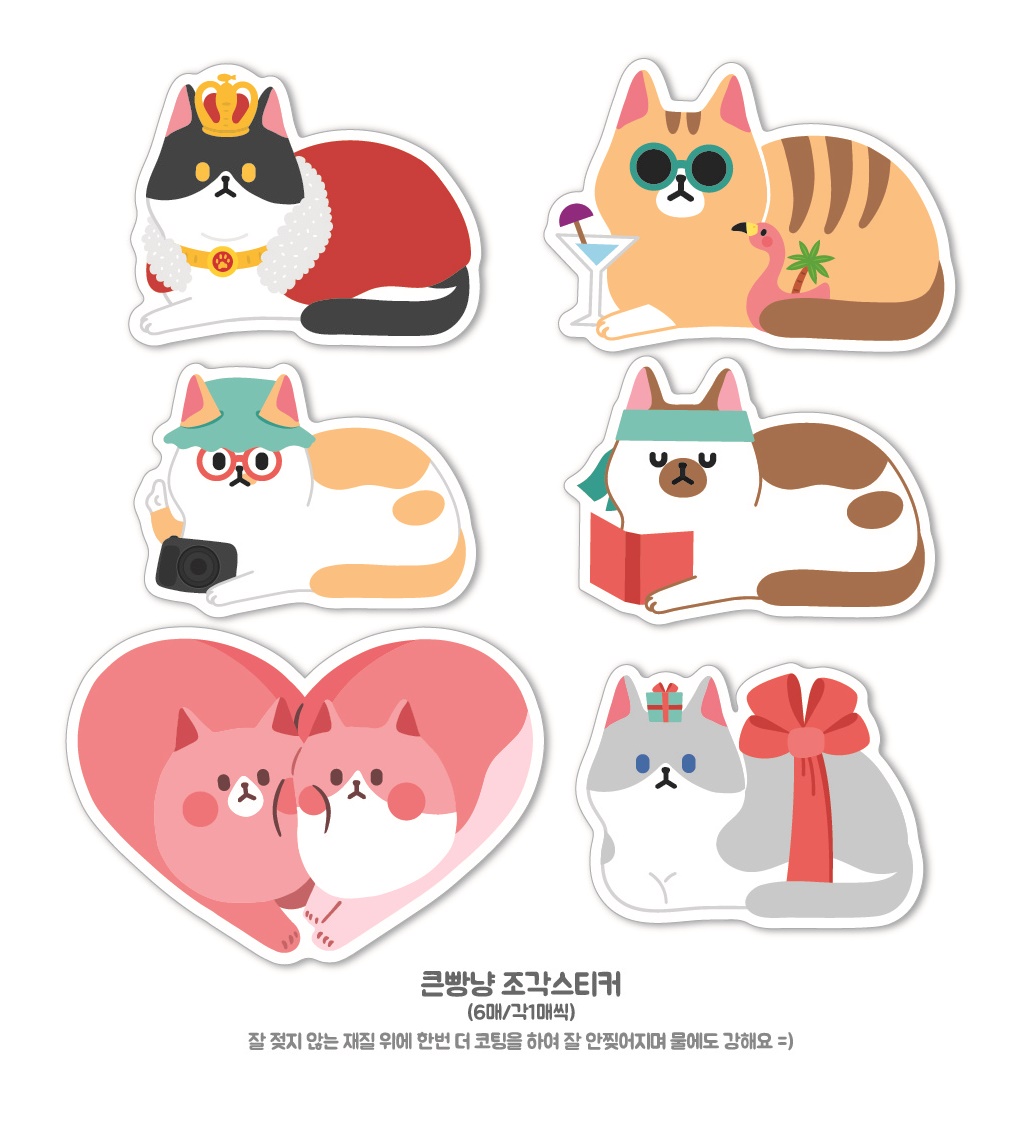 큰빵냥 조각스티커
(6매/각1매씩)
잘 젖지 않는 재질 위에 한번 더 코팅을 하여 잘 안찢어지며 물에도 강해요 =)